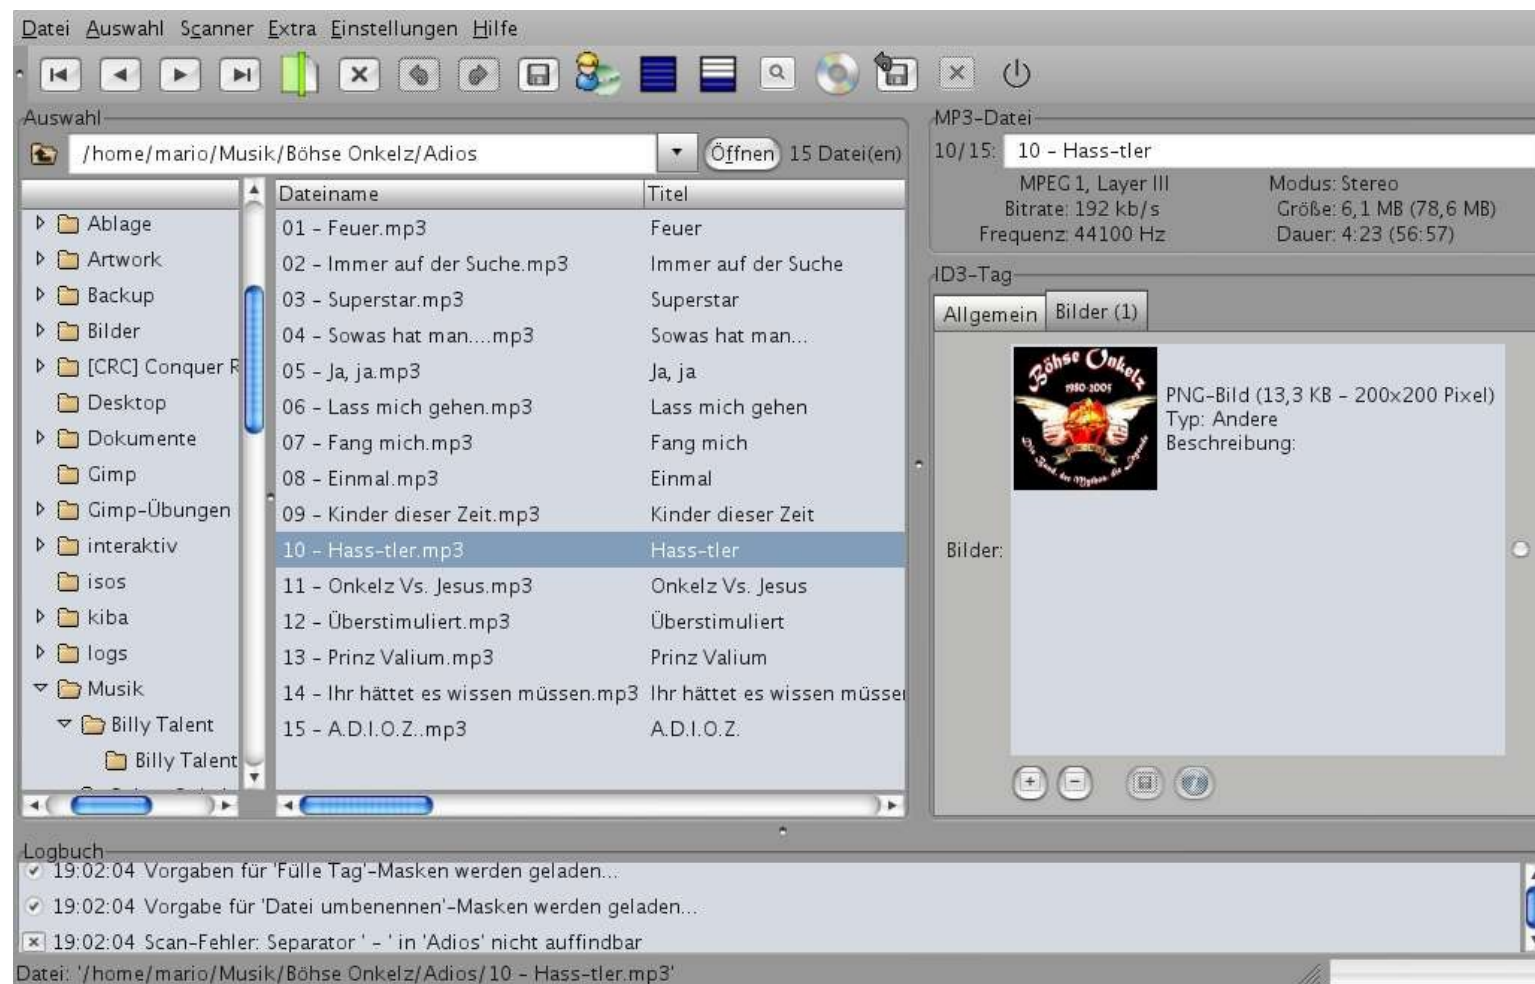 Datei Auswahl Scanner Extra Einstellungen Hilfe
Auswahl
/home/mario/Musik/Böhse Onkelz/Adios
Öffnen
15 Datei(en)
Ablage
Artwork
Backup
Bilder
[CRC] Conquer R
Desktop
Dokumente
Gimp
Gimp-Übungen
interaktiv
isos
kiba
logs
Musik
Billy Talent
Billy Talent
Dateiname Titel
01 - Feuer.mp3 Feuer
02 - Immer auf der Suche.mp3 Immer auf der Suche
03 - Superstar.mp3 Superstar
04 - Sowas hat man....mp3 Sowas hat man...
05 - Ja, ja.mp3 Ja, ja
06 - Lass mich gehen.mp3 Lass mich gehen
07 - Fang mich.mp3 Fang mich
08 - Einmal.mp3 Einmal
09 - Kinder dieser Zeit.mp3 Kinder dieser Zeit
10 - Hass-tler.mp3 Hass-tler
11 - Onkelz Vs. Jesus.mp3 Onkelz Vs. Jesus
12 - Überstimuliert.mp3 Überstimuliert
13 - Prinz Valium.mp3 Prinz Valium
14 - Ihr hättet es wissen müssen.mp3 Ihr hättet es wissen müsse
15 - A.D.I.O.Z..mp3 A.D.I.O.Z.
MP3-Datei
10/15: 10 - Hass-tler
MPEG 1, Layer III Modus: Stereo
Bitrate: 192 kb/s Größe: 6,1 MB (78,6 MB)
Frequenz: 44100 Hz Dauer: 4:23 (56:57)
ID3-Tag
Allgemein Bilder (1)
Böhse Onkelz
1980-2005
Die Band, der Mythos, die Legende
PNG-Bild (13,3 KB - 200x200 Pixel)
Typ: Andere
Beschreibung:
Bilder:
Logbuch
19:02:04 Vorgaben für 'Fülle Tag'-Masken werden geladen...
19:02:04 Vorgabe für 'Datei umbenennen'-Masken werden geladen...
19:02:04 Scan-Fehler: Separator ' - ' in 'Adios' nicht auffindbar
Datei: '/home/mario/Musik/Böhse Onkelz/Adios/10 - Hass-tler.mp3'